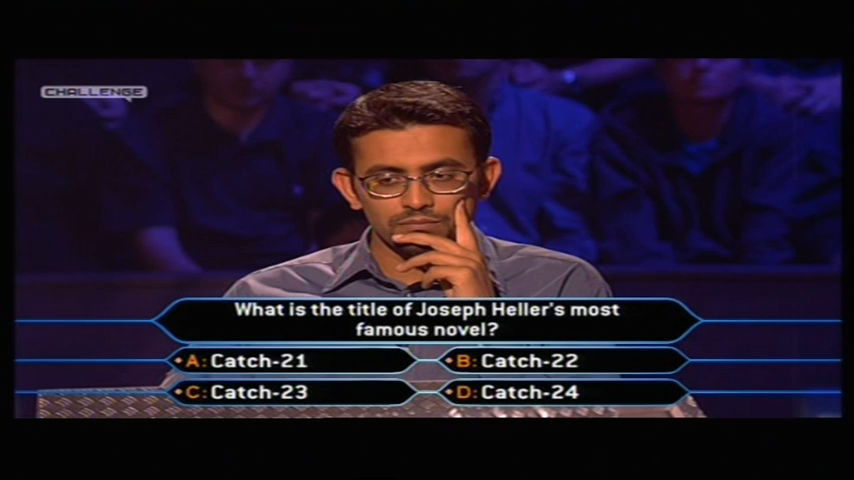 CHALLENGE
What is the title of Joseph Heller's most
famous novel?
A: Catch-21
B: Catch-22
C: Catch-23
D: Catch-24